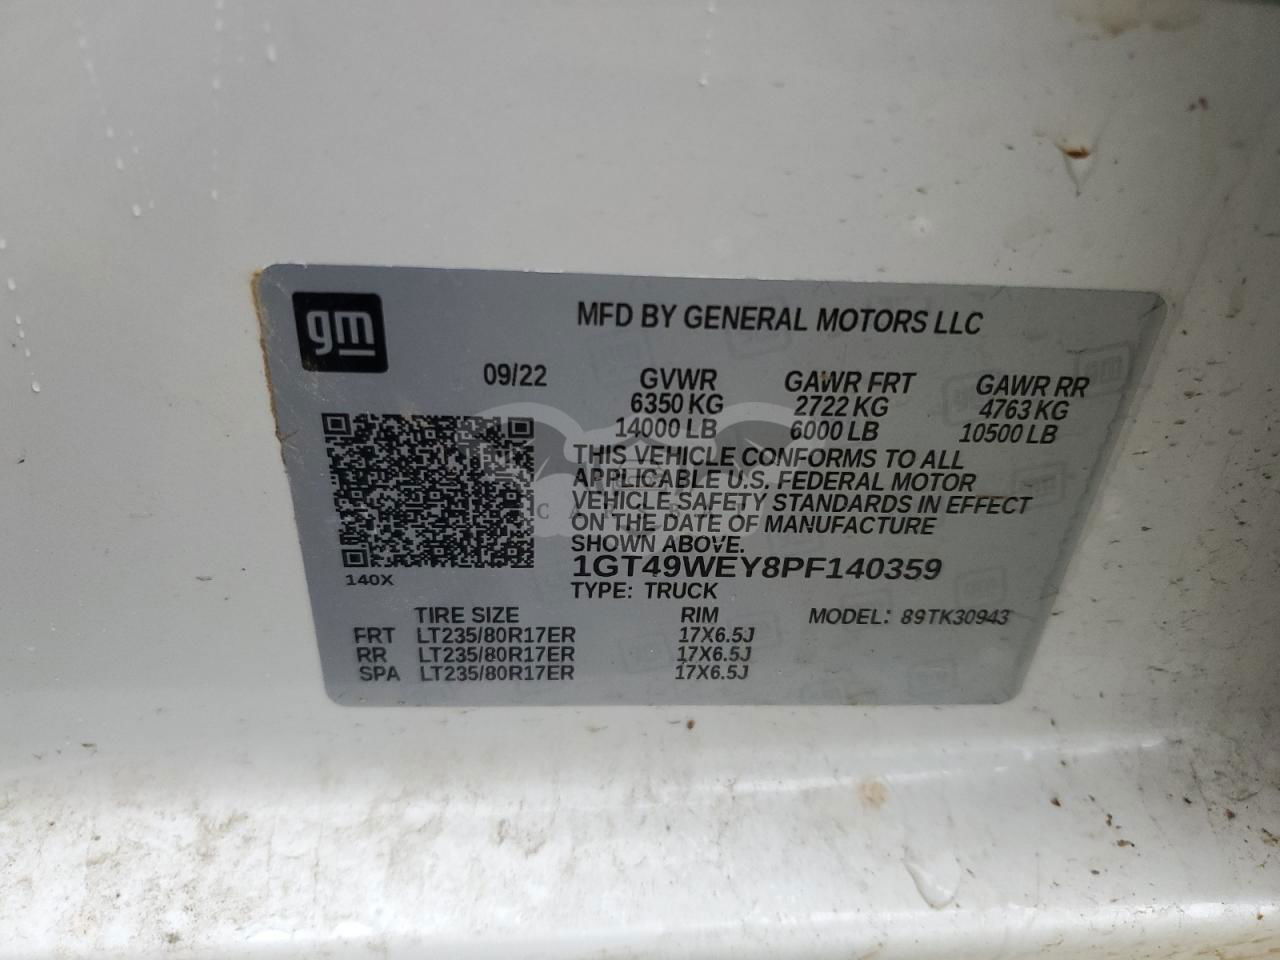 gm
MFD BY GENERAL MOTORS LLC
09/22 GVWR GAWR FRT GAWR RR
6350 KG 2722 KG 4763 KG
14000 LB 6000 LB 10500 LB
THIS VEHICLE CONFORMS TO ALL
APPLICABLE U.S. FEDERAL MOTOR
VEHICLE SAFETY STANDARDS IN EFFECT
ON THE DATE OF MANUFACTURE
SHOWN ABOVE.
140X
1GT49WEY8PF140359
TYPE: TRUCK
TIRE SIZE RIM MODEL: 89TK30943
FRT LT235/80R17ER 17X6.5J
RR LT235/80R17ER 17X6.5J
SPA LT235/80R17ER 17X6.5J